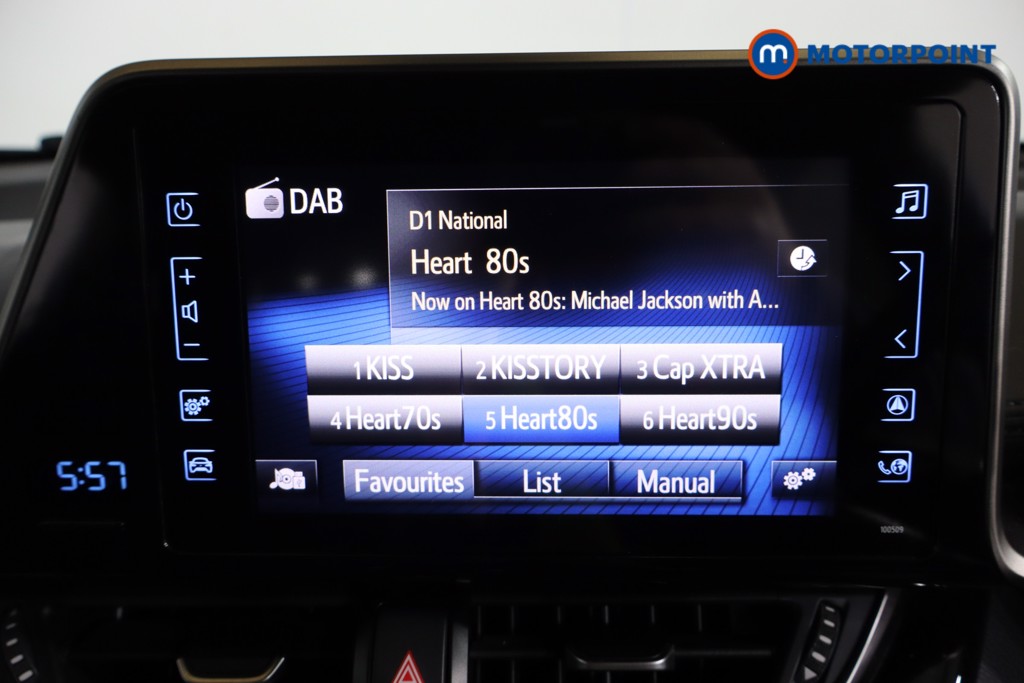 m MOTORPOINT
DAB
D1 National
Heart 80s
Now on Heart 80s: Michael Jackson with A...
1 KISS 2 KISSTORY 3 Cap XTRA
4 Heart70s 5 Heart80s 6 Heart90s
5:57
Favourites List Manual
100509